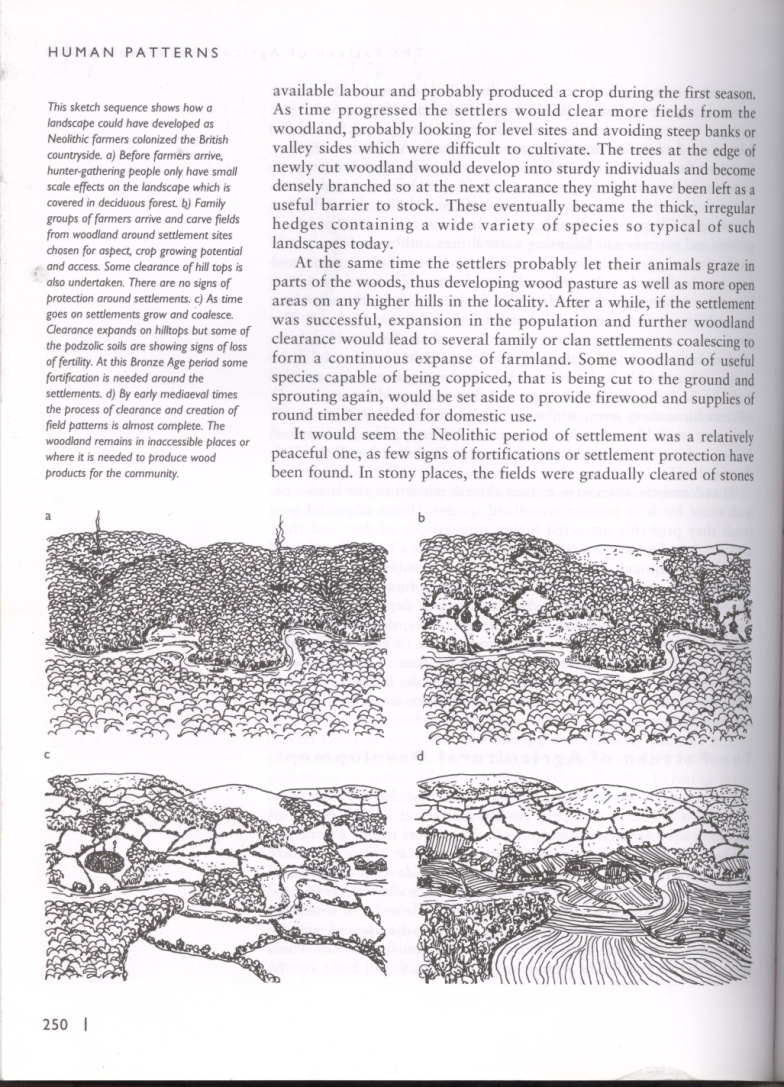 HUMAN PATTERNS
This sketch sequence shows how a
landscape could have developed as
Neolithic farmers colonized the British
countryside. a) Before farmers arrive,
hunter-gathering people only have small
scale effects on the landscape which is
covered in deciduous forest. b) Family
groups of farmers arrive and carve fields
from woodland around settlement sites
chosen for aspect, crop growing potential
and access. Some clearance of hill tops is
also undertaken. There are no signs of
protection around settlements. c) As time
goes on settlements grow and coalesce.
Clearance expands on hilltops but some of
the podzolic soils are showing signs of loss
of fertility. At this Bronze Age period some
fortification is needed around the
settlements. d) By early mediaeval times
the process of clearance and creation of
field patterns is almost complete. The
woodland remains in inaccessible places or
where it is needed to produce wood
products for the community.
available labour and probably produced a crop during the first season.
As time progressed the settlers would clear more fields from the
woodland, probably looking for level sites and avoiding steep banks or
valley sides which were difficult to cultivate. The trees at the edge of
newly cut woodland would develop into sturdy individuals and become
densely branched so at the next clearance they might have been left as a
useful barrier to stock. These eventually became the thick, irregular
hedges containing a wide variety of species so typical of such
landscapes today.
At the same time the settlers probably let their animals graze in
parts of the woods, thus developing wood pasture as well as more open
areas on any higher hills in the locality. After a while, if the settlement
was successful, expansion in the population and further woodland
clearance would lead to several family or clan settlements coalescing to
form a continuous expanse of farmland. Some woodland of useful
species capable of being coppiced, that is being cut to the ground and
sprouting again, would be set aside to provide firewood and supplies of
round timber needed for domestic use.
It would seem the Neolithic period of settlement was a relatively
peaceful one, as few signs of fortifications or settlement protection have
been found. In stony places, the fields were gradually cleared of stones
a
b
c
d
250 |